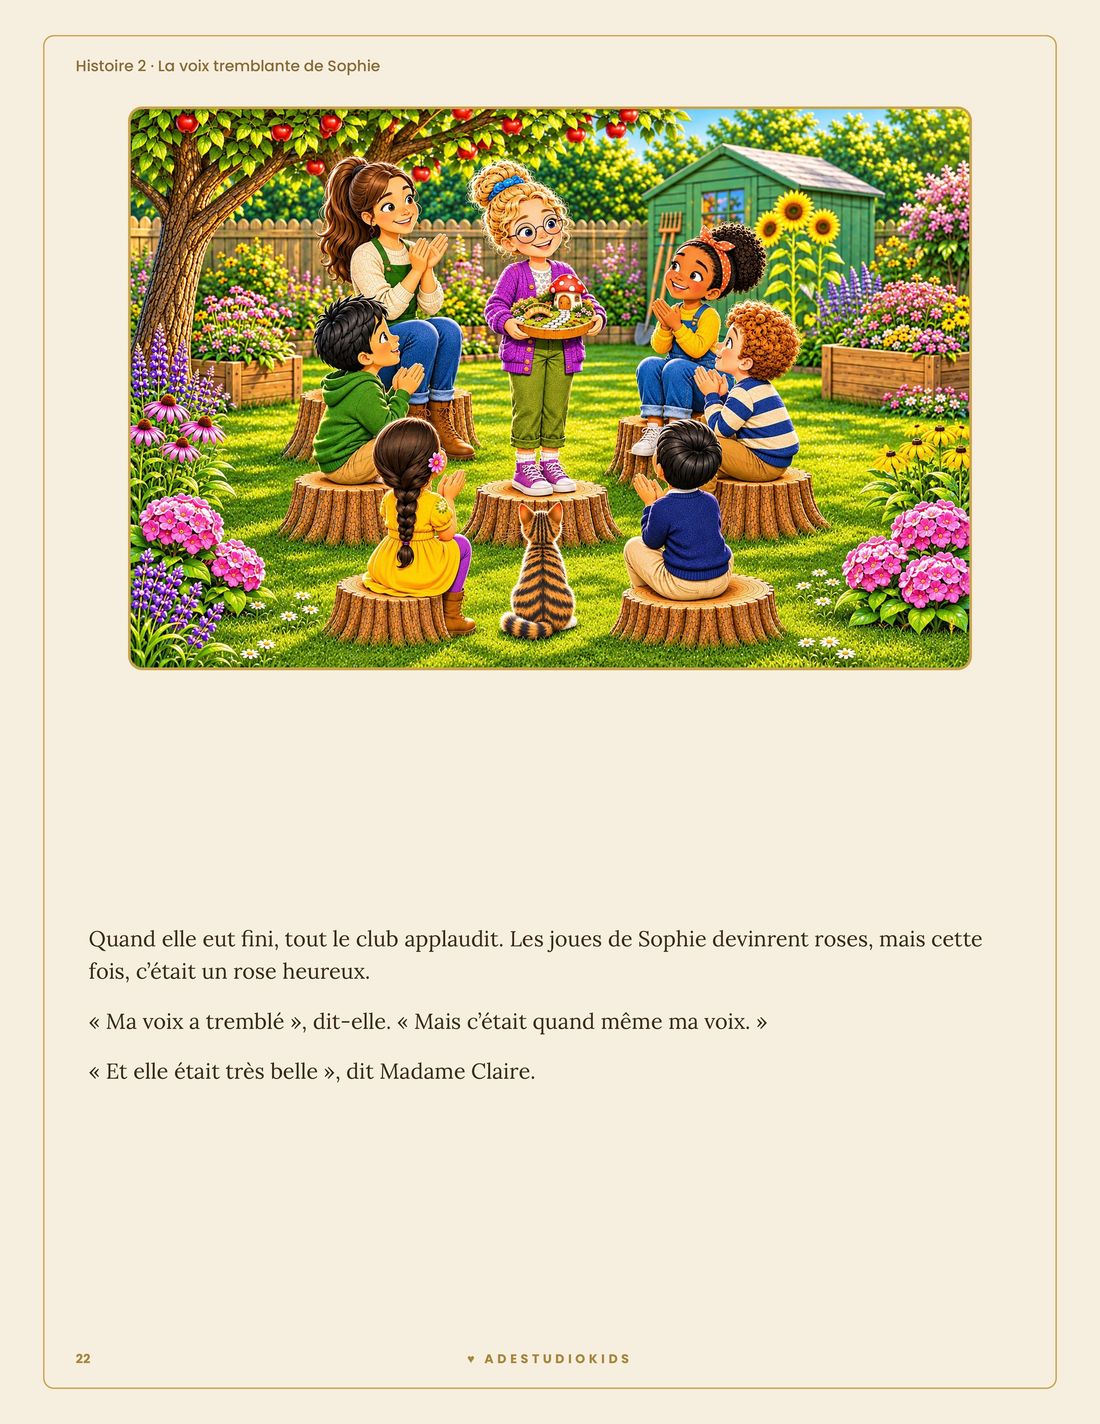 Histoire 2 · La voix tremblante de Sophie
Quand elle eut fini, tout le club applaudit. Les joues de Sophie devinrent roses, mais cette
fois, c’était un rose heureux.
« Ma voix a tremblé », dit-elle. « Mais c’était quand même ma voix. »
« Et elle était très belle », dit Madame Claire.
22
♥ ADESTUDIOKIDS